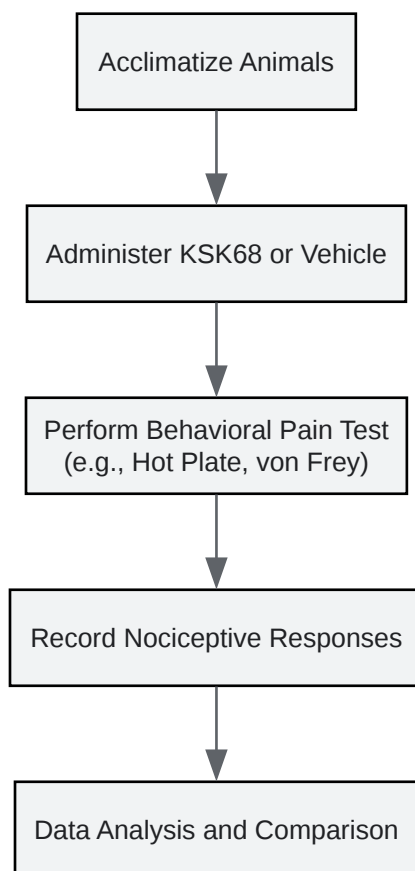 Acclimatize Animals
Administer KSK68 or Vehicle
Perform Behavioral Pain Test
(e.g., Hot Plate, von Frey)
Record Nociceptive Responses
Data Analysis and Comparison